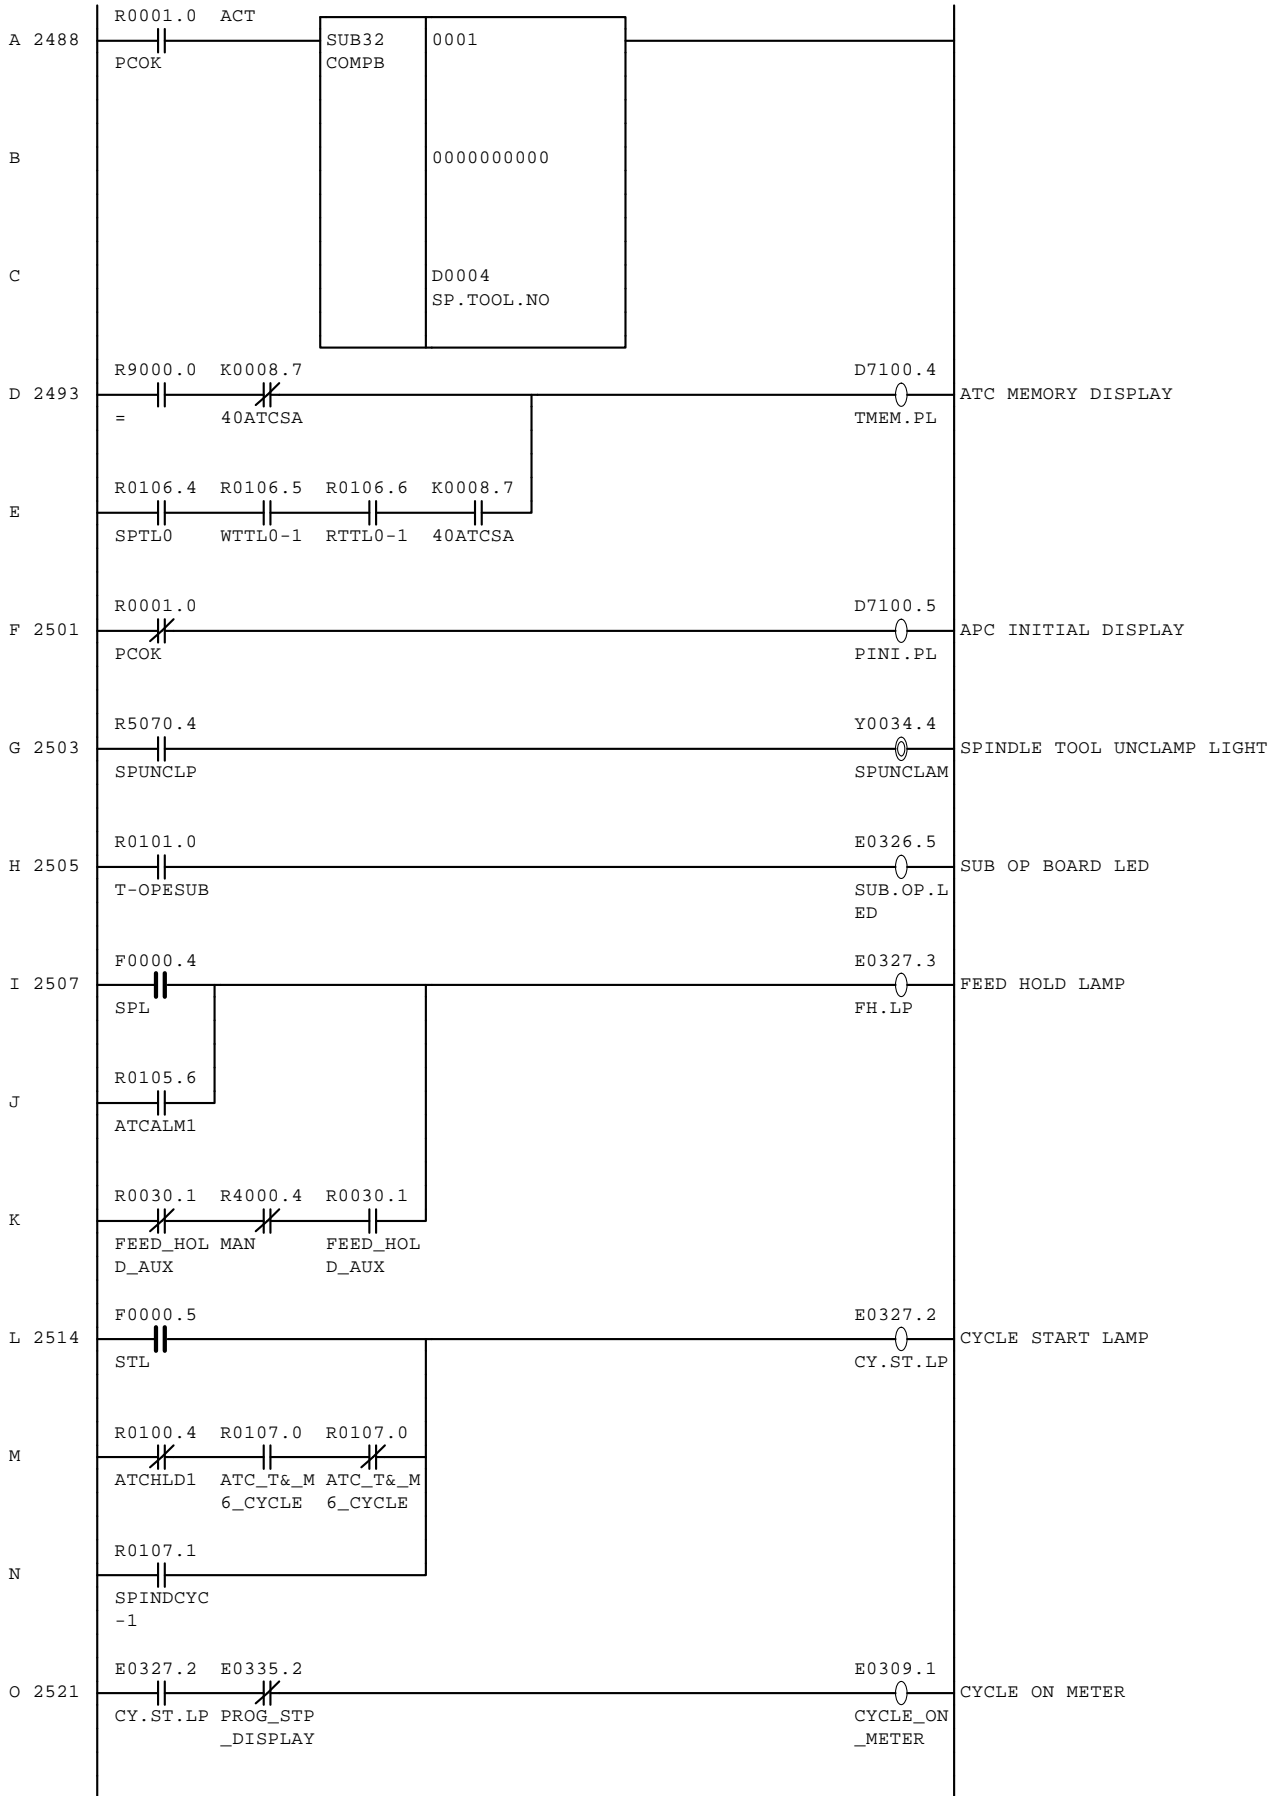 R0001.0 ACT
A 2488 SUB32 0001
PCOK COMPB
B 0000000000
C D0004
SP.TOOL.NO
R9000.0 K0008.7 D7100.4
D 2493 ATC MEMORY DISPLAY
= 40ATCSA TMEM.PL
R0106.4 R0106.5 R0106.6 K0008.7
E
SPTL0 WTTL0-1 RTTL0-1 40ATCSA
R0001.0 D7100.5
F 2501 APC INITIAL DISPLAY
PCOK PINI.PL
R5070.4 Y0034.4
G 2503 SPINDLE TOOL UNCLAMP LIGHT
SPUNCLP SPUNCLAM
R0101.0 E0326.5
H 2505 SUB OP BOARD LED
T-OPESUB SUB.OP.L
ED
F0000.4 E0327.3
I 2507 FEED HOLD LAMP
SPL FH.LP
R0105.6
J
ATCALM1
R0030.1 R4000.4 R0030.1
K
FEED_HOL MAN FEED_HOL
D_AUX D_AUX
F0000.5 E0327.2
L 2514 CYCLE START LAMP
STL CY.ST.LP
R0100.4 R0107.0 R0107.0
M
ATCHLD1 ATC_T&_M ATC_T&_M
6_CYCLE 6_CYCLE
R0107.1
N
SPINDCYC
-1
E0327.2 E0335.2 E0309.1
O 2521 CYCLE ON METER
CY.ST.LP PROG_STP CYCLE_ON
_DISPLAY _METER